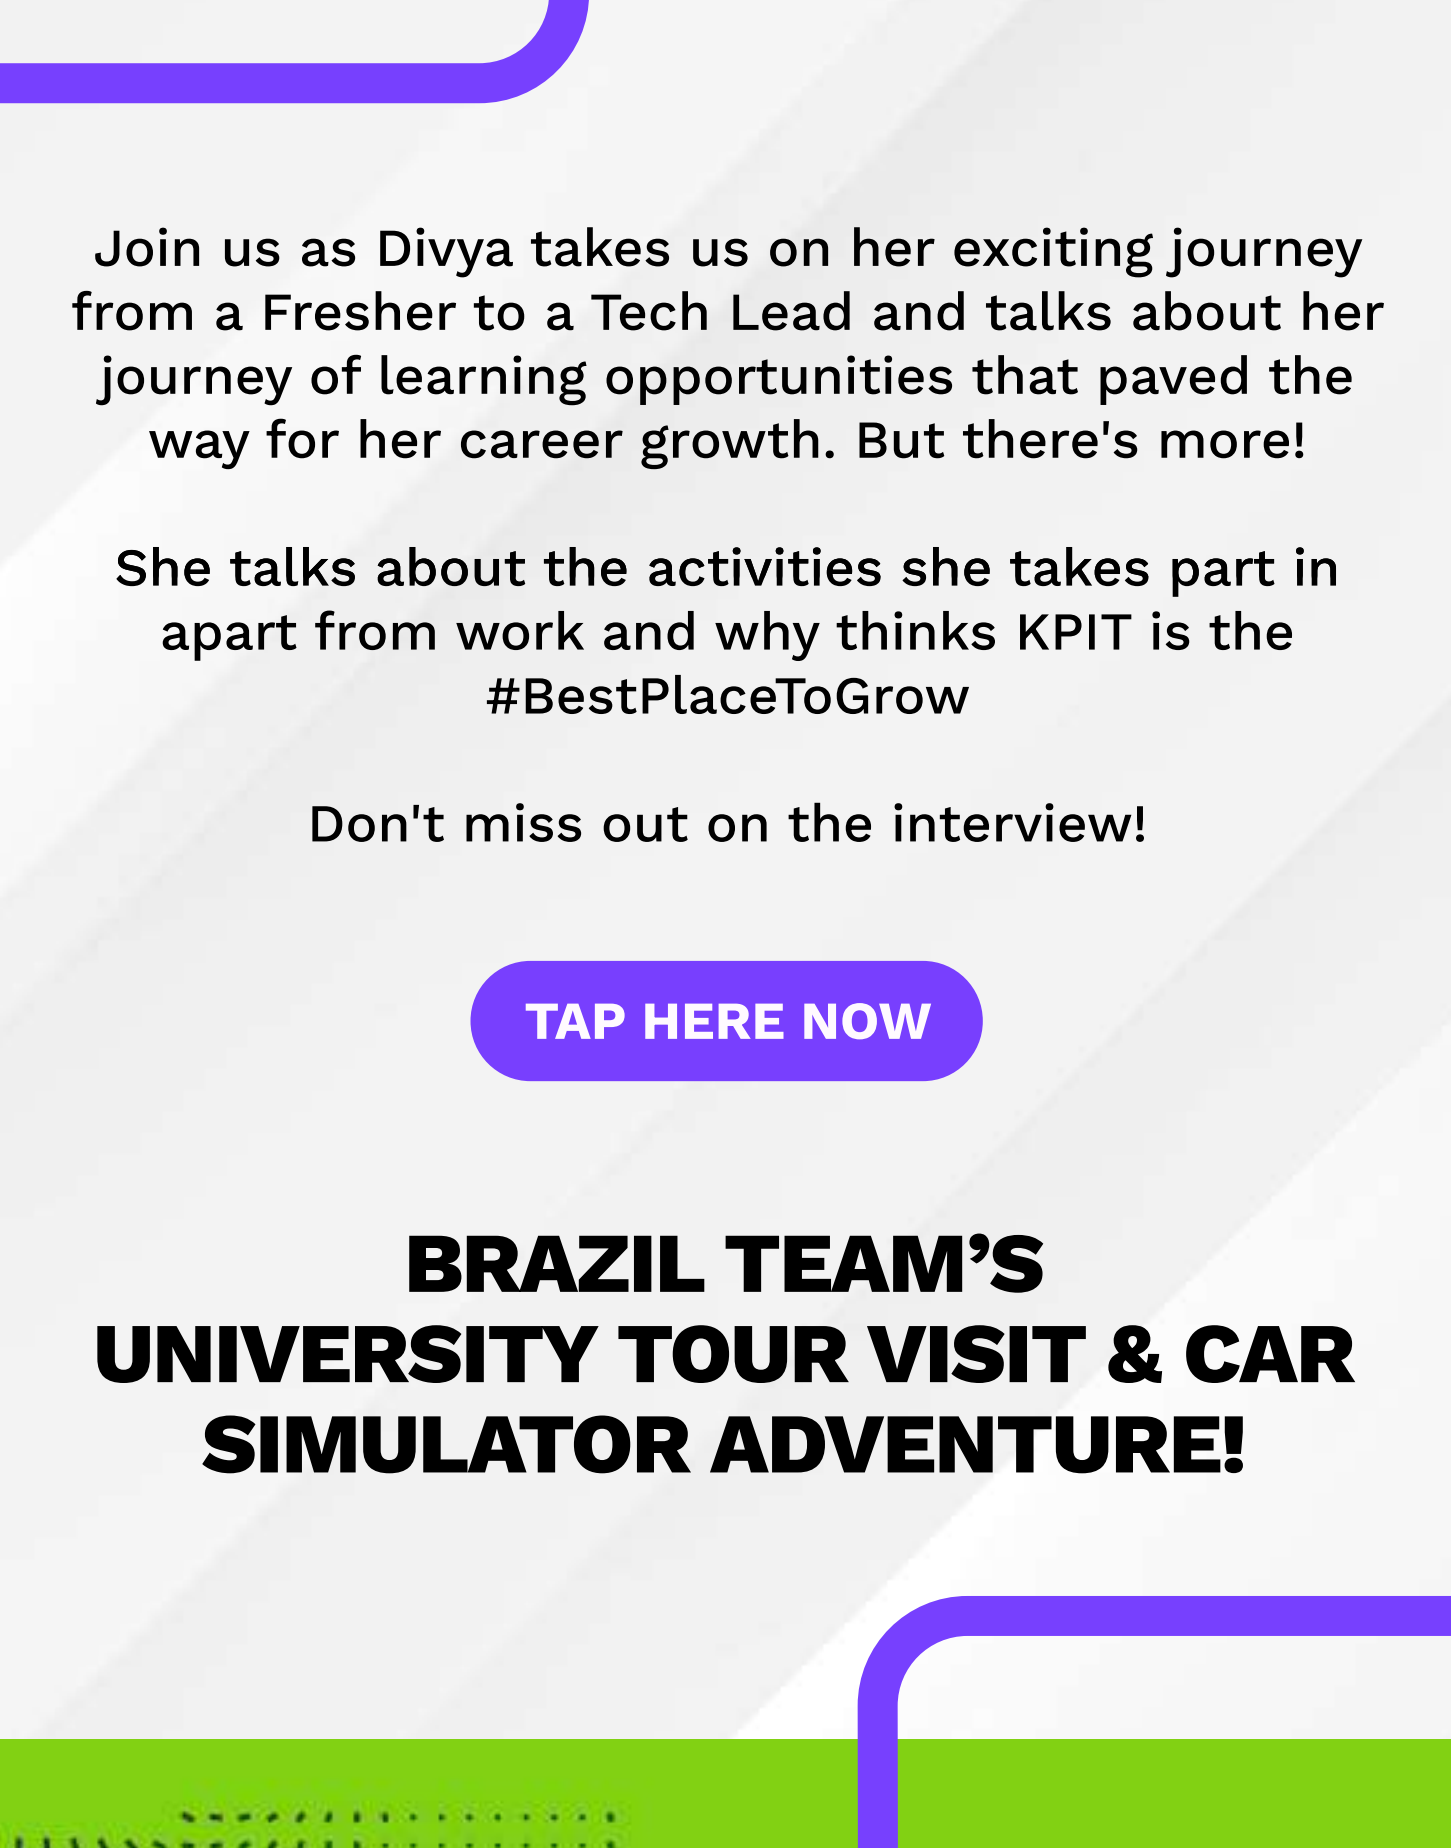 Join us as Divya takes us on her exciting journey
from a Fresher to a Tech Lead and talks about her
journey of learning opportunities that paved the
way for her career growth. But there's more!
She talks about the activities she takes part in
apart from work and why thinks KPIT is the
#BestPlaceToGrow
Don't miss out on the interview!
TAP HERE NOW
BRAZIL TEAM’S
UNIVERSITY TOUR VISIT & CAR
SIMULATOR ADVENTURE!